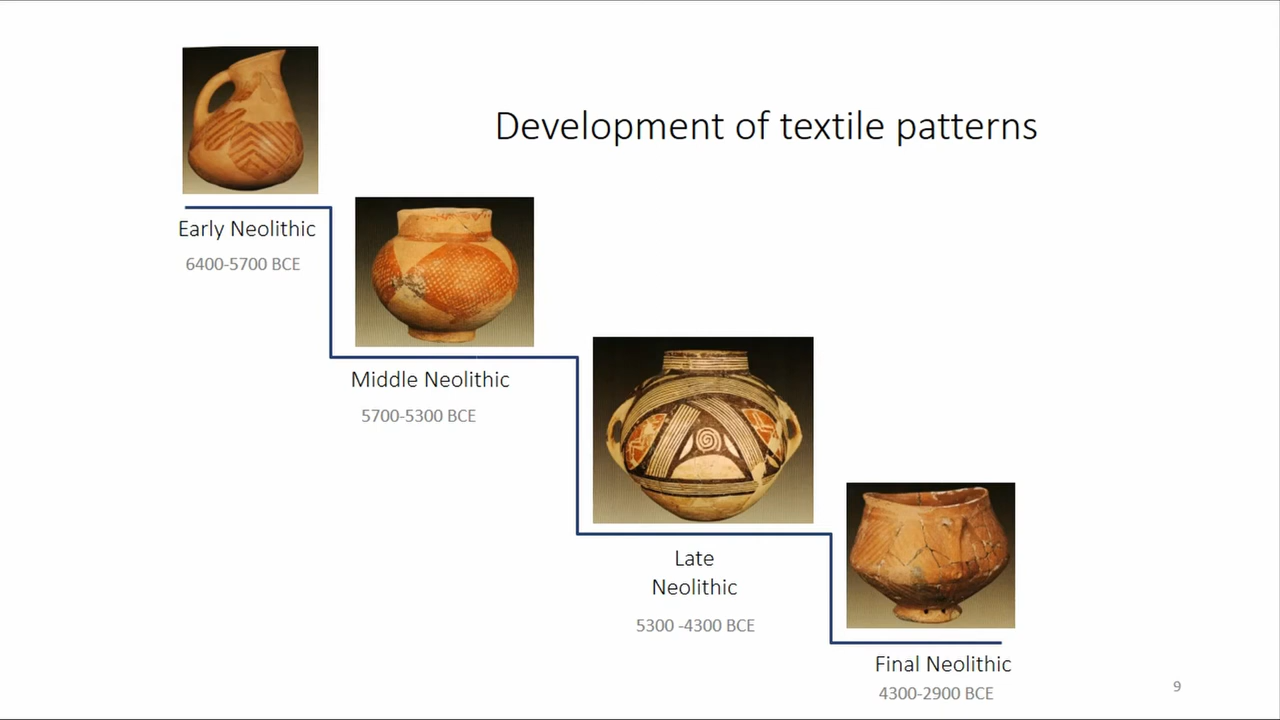 Development of textile patterns
Early Neolithic
6400-5700 BCE
Middle Neolithic
5700-5300 BCE
Late
Neolithic
5300 -4300 BCE
Final Neolithic
4300-2900 BCE
9